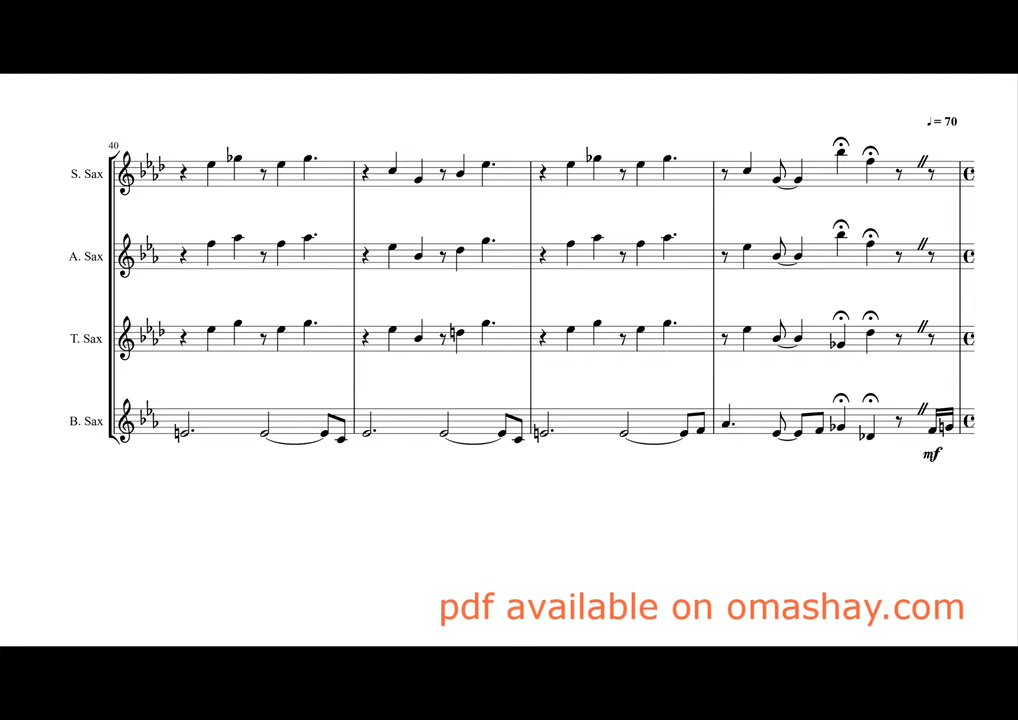 ♩ = 70
40
S. Sax
A. Sax
T. Sax
B. Sax
mf
pdf available on omashay.com